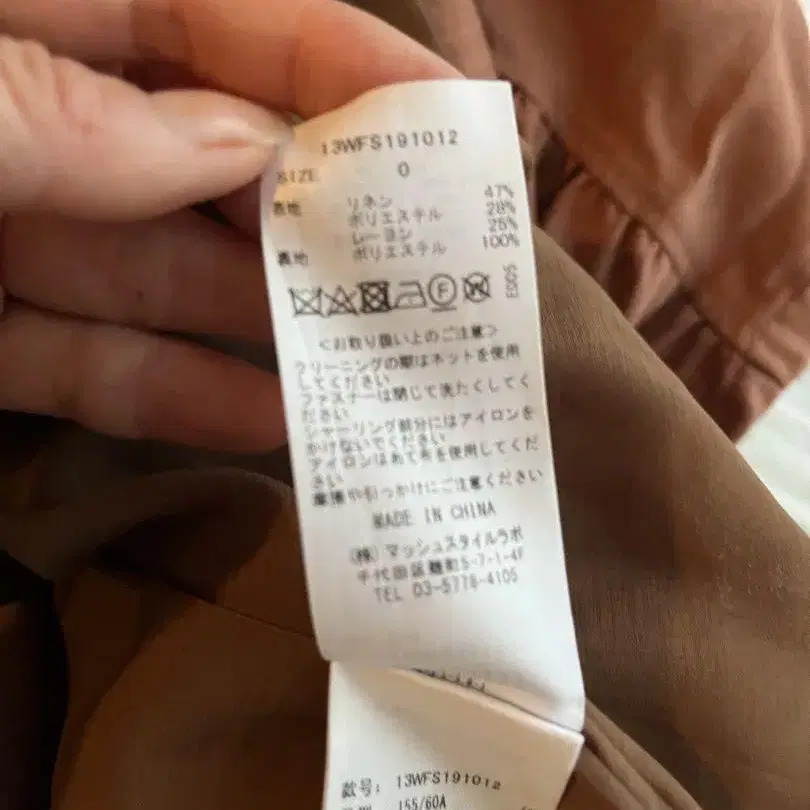 13WFS191012
SIZE 0
表地 リネン 47%
ポリエステル 28%
レーヨン 25%
裏地 ポリエステル 100%
F W
EGDS
<お取り扱い上のご注意>
クリーニングの際はネットを使用
してください
ファスナーは閉じて洗たくしてく
ださい
シャーリング部分にはアイロンを
かけないでください
アイロンはあて布を使用してくだ
さい
摩擦や引っかけにご注意ください
MADE IN CHINA
(株)マッシュスタイルラボ
千代田区麹町5-7-1-4F
TEL 03-5778-4105
款号: 13WFS191012
155/60A